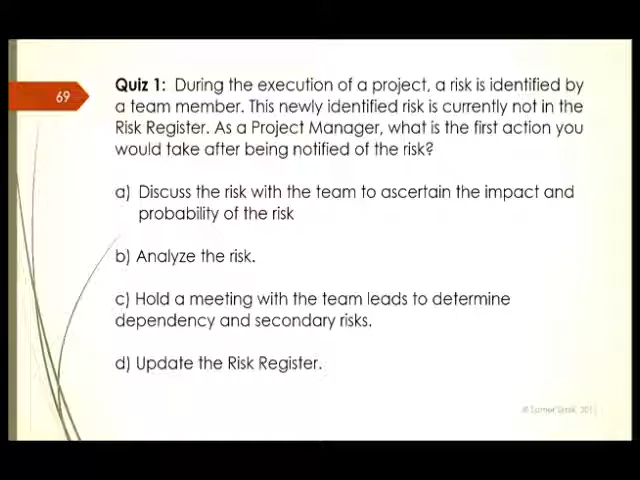 69
Quiz 1: During the execution of a project, a risk is identified by
a team member. This newly identified risk is currently not in the
Risk Register. As a Project Manager, what is the first action you
would take after being notified of the risk?
a) Discuss the risk with the team to ascertain the impact and
probability of the risk
b) Analyze the risk.
c) Hold a meeting with the team leads to determine
dependency and secondary risks.
d) Update the Risk Register.
©